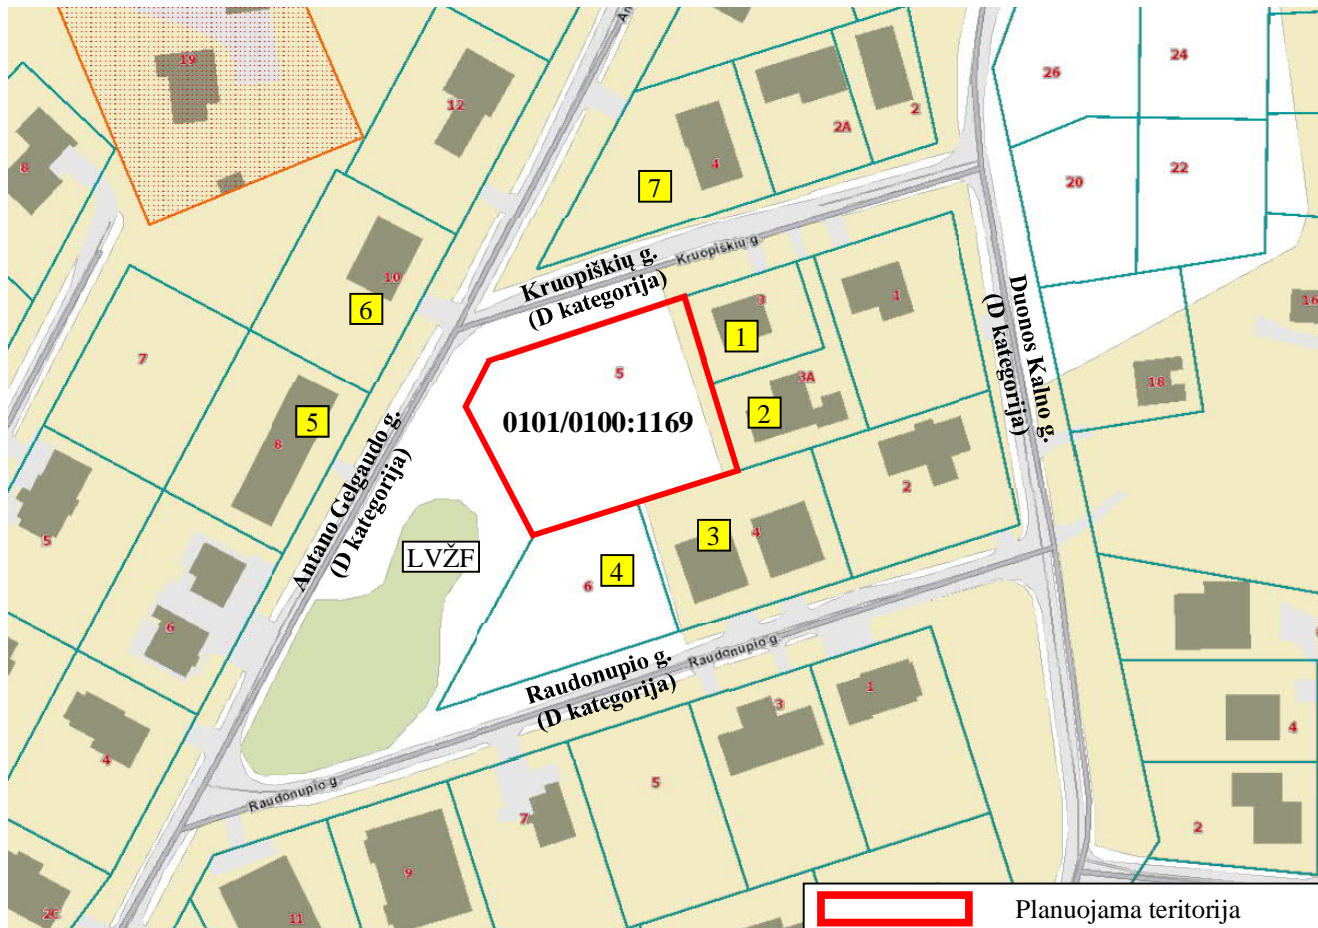 19
12
8
2A
2
4
7
26
24
20
22
10
6
Kruopiškių g.
(D kategorija)
Kruopiškių g.
Duonos Kalno g.
(D kategorija)
3
1
1
16
7
5
3A
18
0101/0100:1169
2
5
8
Antano Gelgaudo g.
(D kategorija)
2
5
LVŽF
3
4
6
4
6
Raudonupio g.
(D kategorija)
Raudonupio g.
1
3
4
4
5
Raudonupio g.
7
2
9
2C
11
Planuojama teritorija